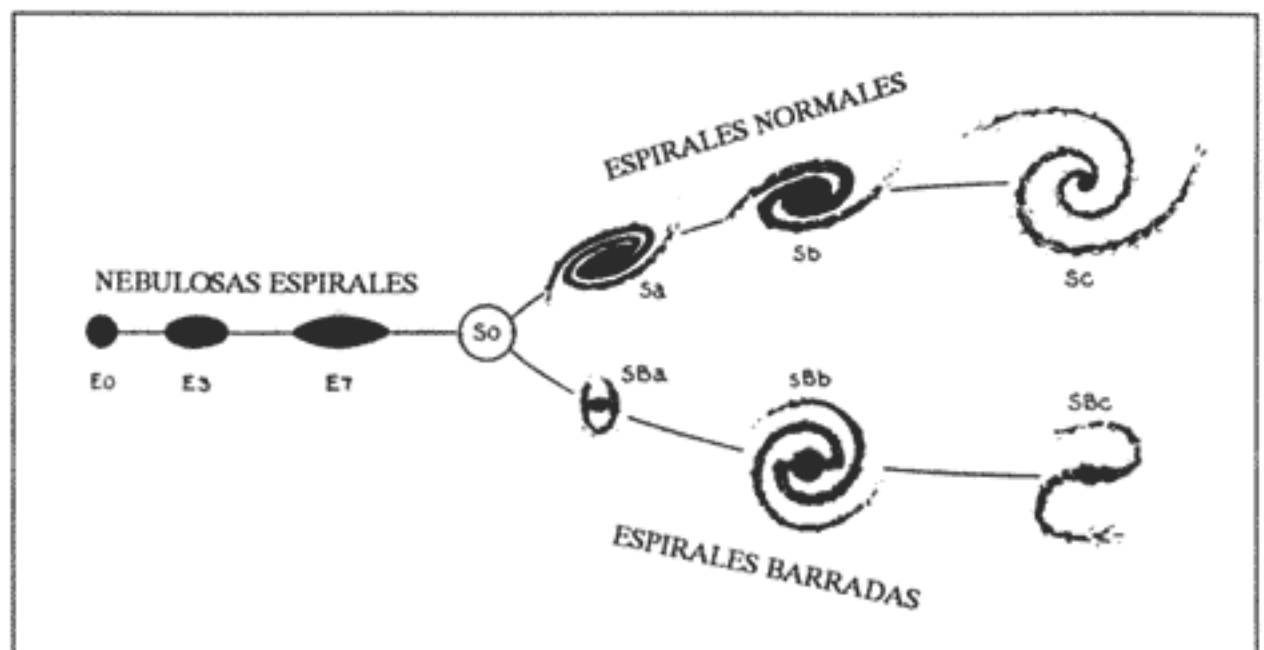 ESPIRALES NORMALES
Sb
Sc
Sa
NEBULOSAS ESPIRALES
So
E0 E3 E7
SBa
SBb
SBc
ESPIRALES BARRADAS